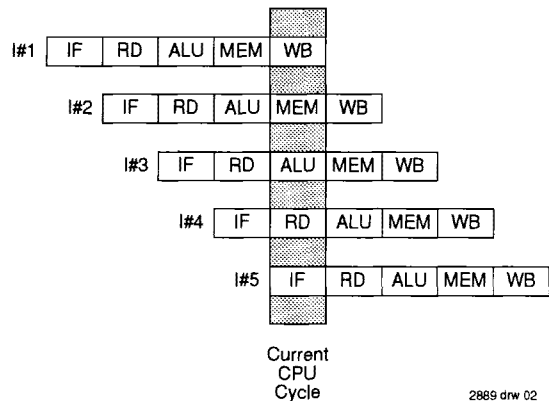 I#1 IF RD ALU MEM WB
I#2 IF RD ALU MEM WB
I#3 IF RD ALU MEM WB
I#4 IF RD ALU MEM WB
I#5 IF RD ALU MEM WB
Current
CPU
Cycle
2889 drw 02